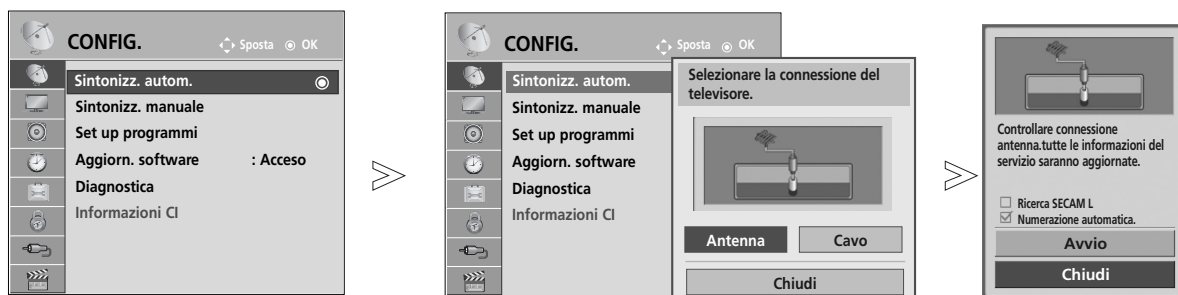 CONFIG. Sposta OK
Sintonizz. autom.
Sintonizz. manuale
Set up programmi
Aggiorn. software : Acceso
Diagnostica
Informazioni CI
CONFIG. Sposta OK
Sintonizz. autom.
Sintonizz. manuale
Set up programmi
Aggiorn. software
Diagnostica
Informazioni CI
Selezionare la connessione del
televisore.
Antenna Cavo
Chiudi
Controllare connessione
antenna.tutte le informazioni del
servizio saranno aggiornate.
Ricerca SECAM L
Numerazione automatica.
Avvio
Chiudi